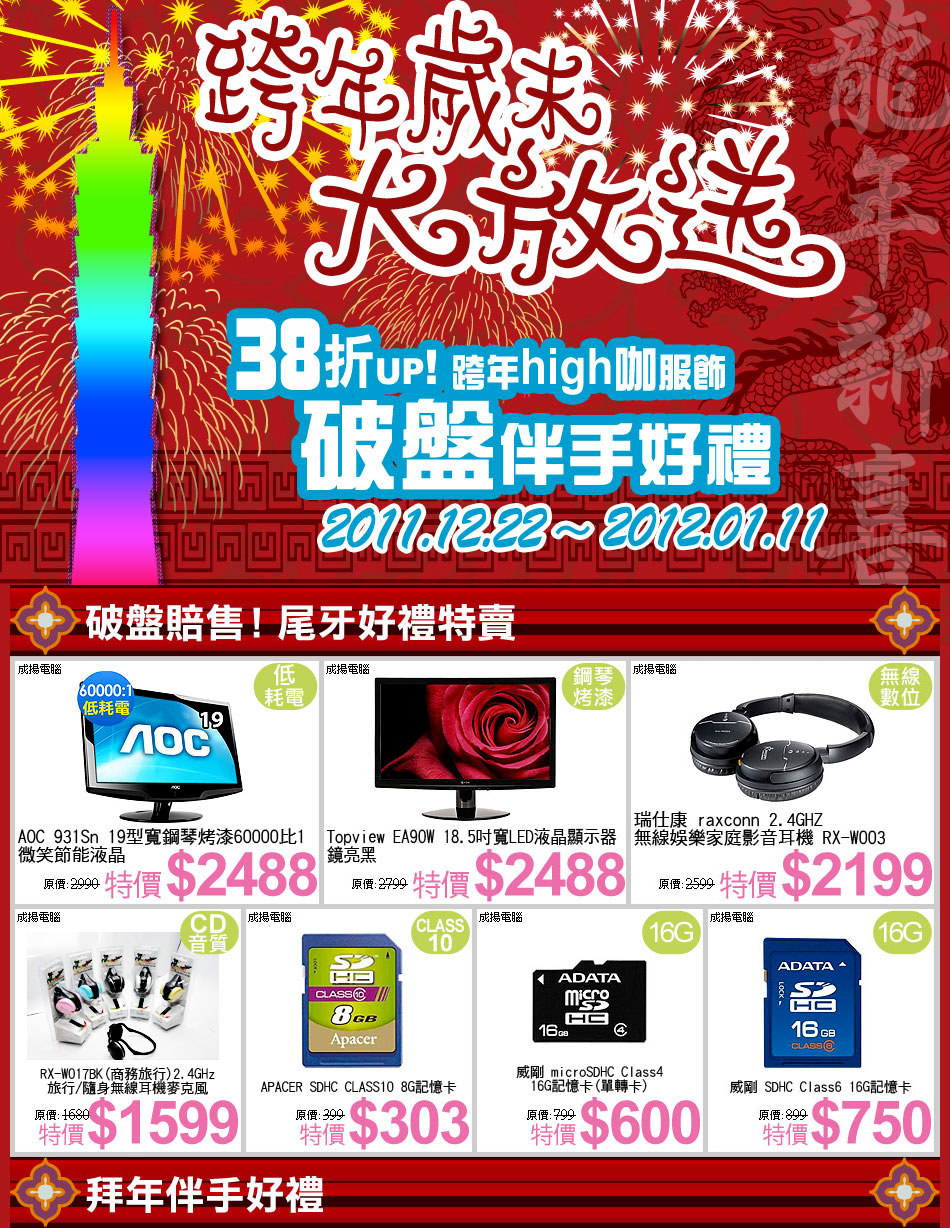 跨年歲末
大放送
龍年新喜
38折UP! 跨年high咖服飾
破盤伴手好禮
2011.12.22~2012.01.11
破盤賠售!尾牙好禮特賣
成揚電腦
60000:1
低耗電
低
耗電
19
AOC
AOC
AOC 931Sn 19型寬鋼琴烤漆60000比1
微笑節能液晶
原價:2990 特價$2488
成揚電腦
鋼琴
烤漆
Topview EA90W 18.5吋寬LED液晶顯示器
鏡亮黑
原價:2799 特價$2488
成揚電腦
無線
數位
瑞仕康 raxconn 2.4GHZ
無線娛樂家庭影音耳機 RX-W003
原價:2599 特價$2199
成揚電腦
CD
音質
RX-W017BK(商務旅行)2.4GHz
旅行/隨身無線耳機麥克風
原價:1680
特價$1599
成揚電腦
CLASS
10
LOCK
SD
HC
CLASS10
8GB
Apacer
APACER SDHC CLASS10 8G記憶卡
原價:399
特價$303
成揚電腦
16G
ADATA
Micro
SD
HC
16GB 4
威剛 microSDHC Class4
16G記憶卡(單轉卡)
原價:799
特價$600
成揚電腦
16G
ADATA
LOCK
SD
HC
16GB
CLASS6
威剛 SDHC Class6 16G記憶卡
原價:899
特價$750
拜年伴手好禮